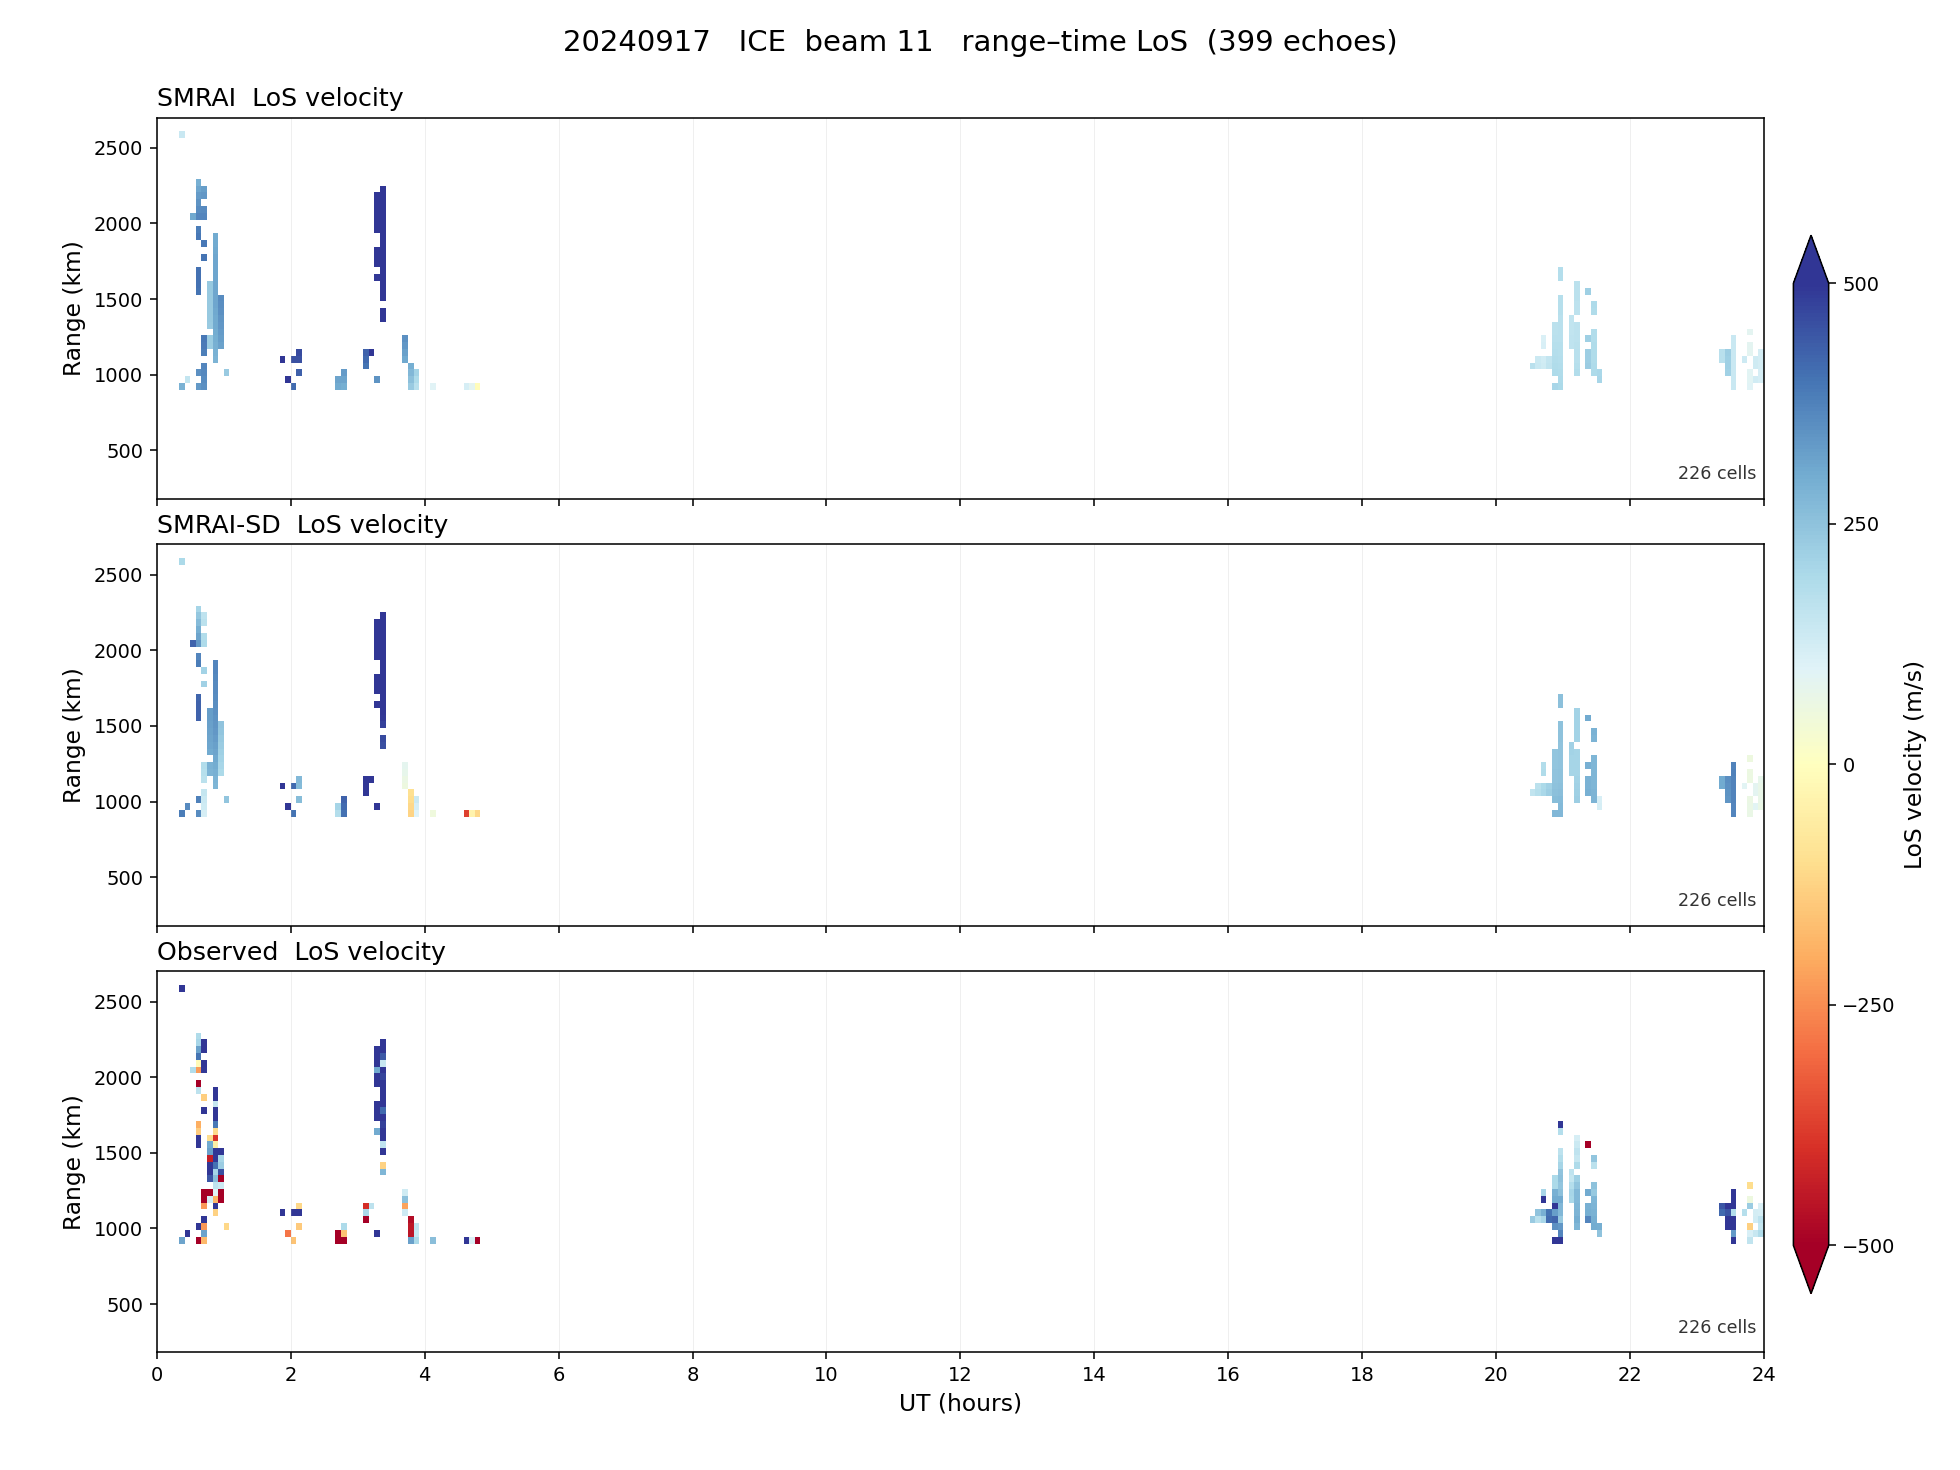 20240917   ICE  beam 11   range–time LoS  (399 echoes)
SMRAI  LoS velocity
2500
2000
1500
1000
500
Range (km)
226 cells
SMRAI-SD  LoS velocity
2500
2000
1500
1000
500
Range (km)
226 cells
Observed  LoS velocity
2500
2000
1500
1000
500
Range (km)
226 cells
0 2 4 6 8 10 12 14 16 18 20 22 24
UT (hours)
500
250
0
−250
−500
LoS velocity (m/s)